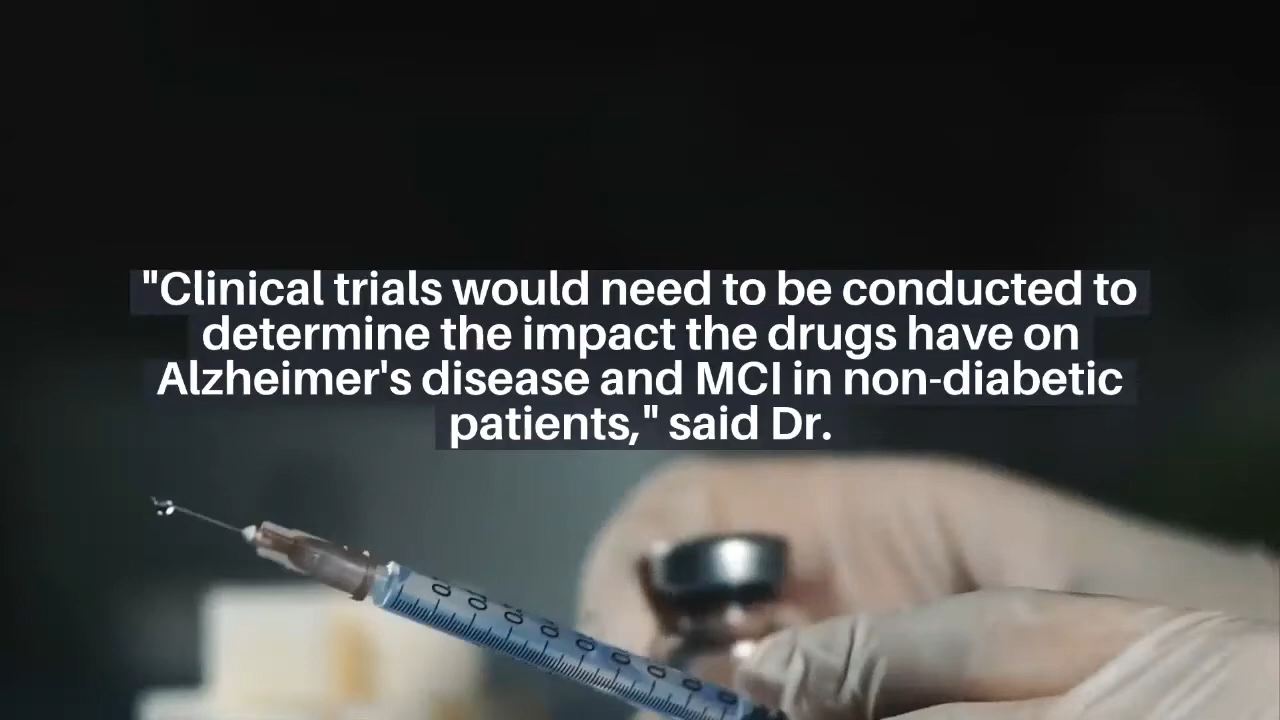 "Clinical trials would need to be conducted to
determine the impact the drugs have on
Alzheimer's disease and MCI in non-diabetic
patients," said Dr.